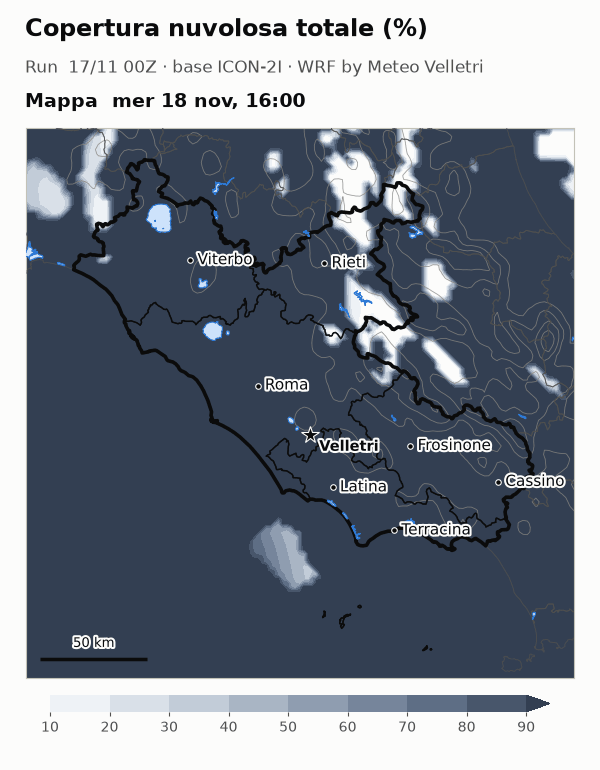 Copertura nuvolosa totale (%)
Run 17/11 00Z · base ICON-2I · WRF by Meteo Velletri
Mappa mer 18 nov, 16:00
Viterbo
Rieti
Roma
Velletri
Frosinone
Latina
Cassino
Terracina
50 km
10 20 30 40 50 60 70 80 90